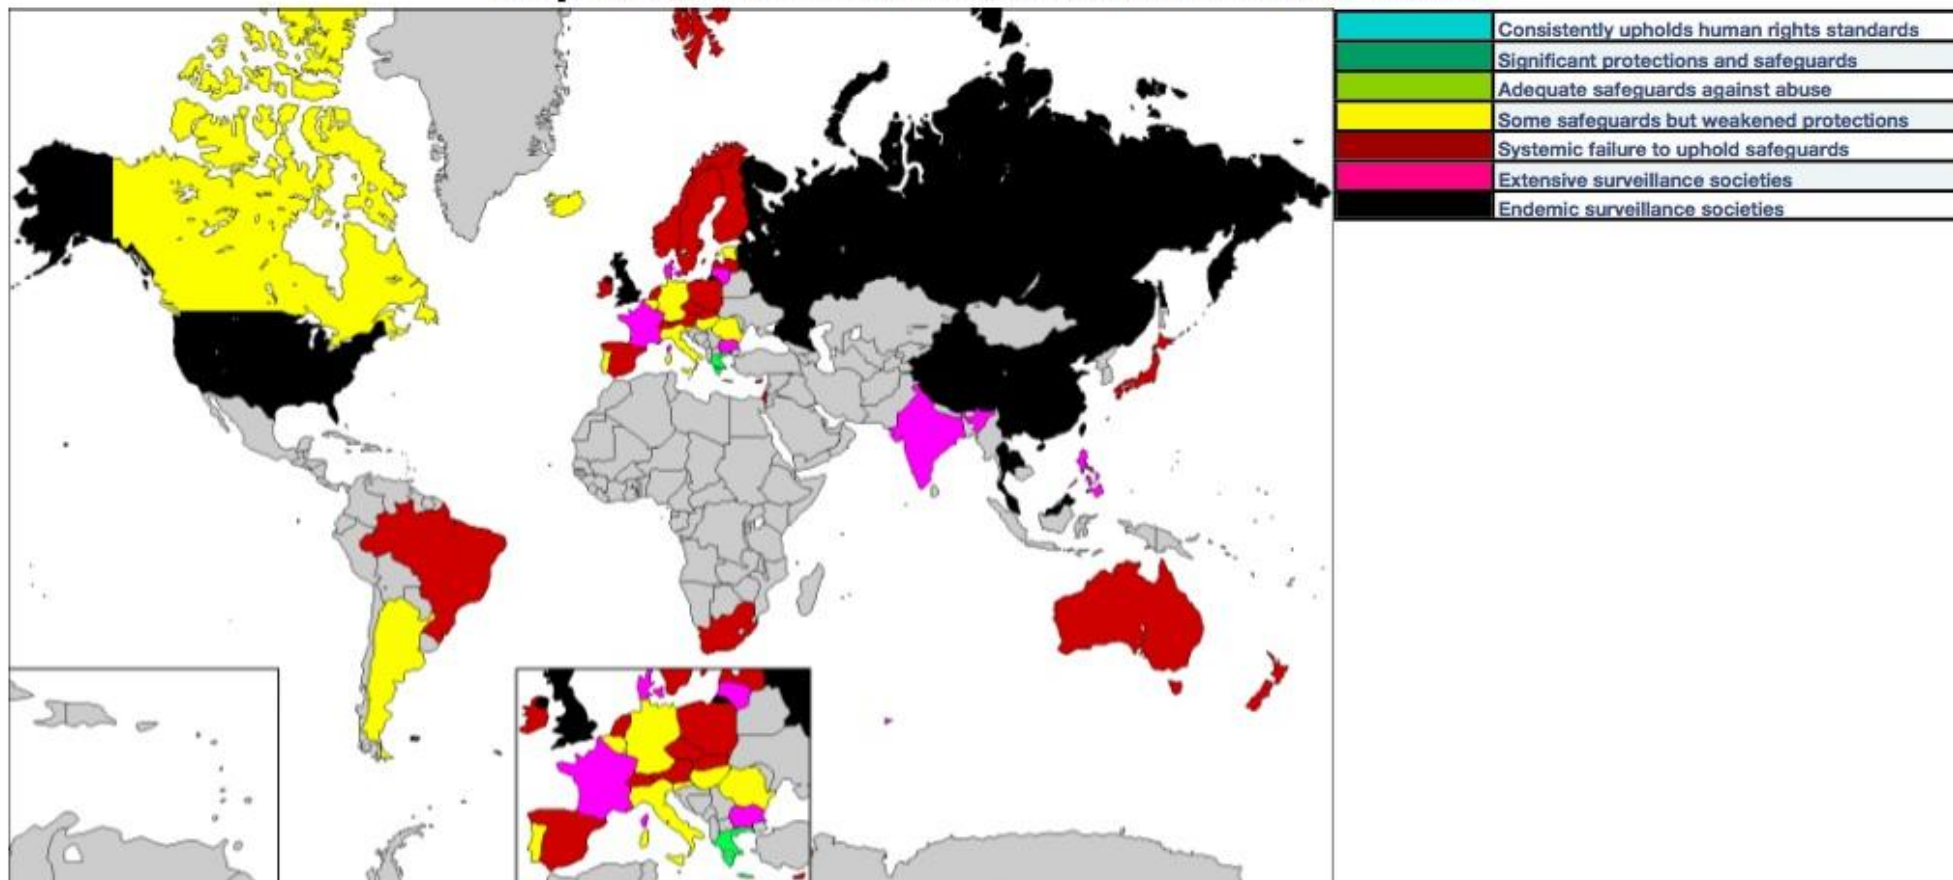 Consistently upholds human rights standards
Significant protections and safeguards
Adequate safeguards against abuse
Some safeguards but weakened protections
Systemic failure to uphold safeguards
Extensive surveillance societies
Endemic surveillance societies